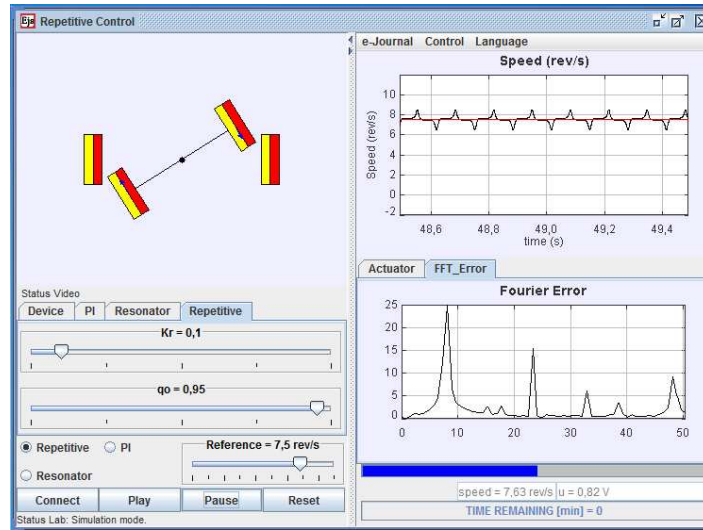 Ejs Repetitive Control
e-Journal Control Language
Speed (rev/s)
10
8
6
4
2
0
-2
Speed (rev/s)
48,6 48,8 49,0 49,2 49,4
time (s)
Status Video
Device PI Resonator Repetitive
Kr = 0,1
qo = 0,95
Repetitive PI
Resonator
Reference = 7,5 rev/s
Connect Play Pause Reset
Status Lab: Simulation mode.
Actuator FFT_Error
Fourier Error
25
20
15
10
5
0
0 10 20 30 40 50
speed = 7,63 rev/s u = 0,82 V
TIME REMAINING [min] = 0